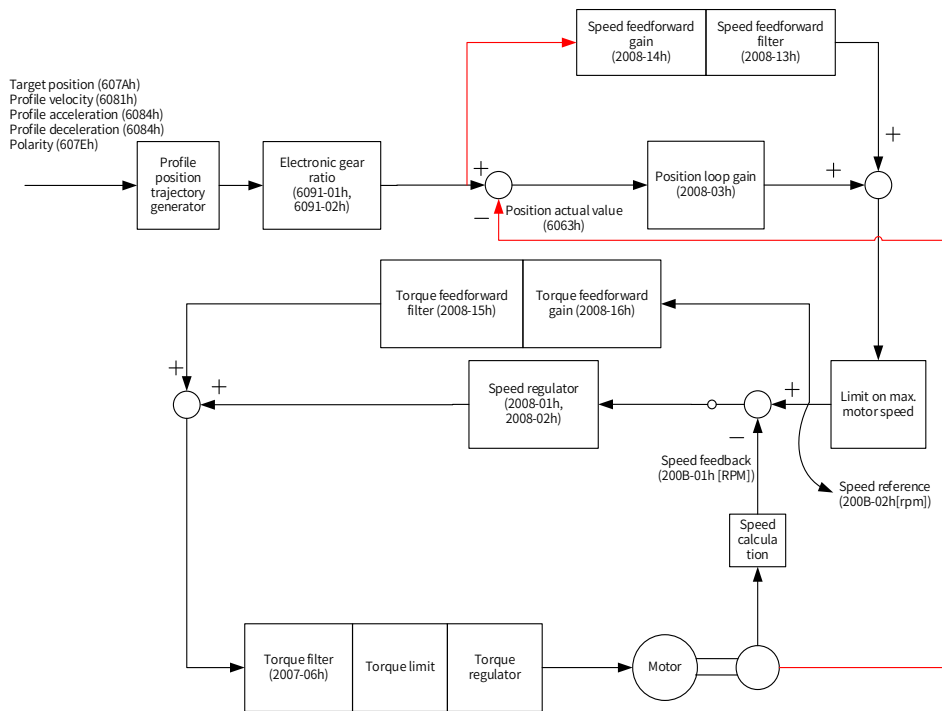 Speed feedforward
gain
(2008-14h)
Speed feedforward
filter
(2008-13h)
Target position (607Ah)
Profile velocity (6081h)
Profile acceleration (6084h)
Profile deceleration (6084h)
Polarity (607Eh)
+
Profile
position
trajectory
generator
Electronic gear
ratio
(6091-01h,
6091-02h)
+
−
Position actual value
(6063h)
Position loop gain
(2008-03h)
+
Torque feedforward
filter (2008-15h)
Torque feedforward
gain (2008-16h)
+
+
Speed regulator
(2008-01h,
2008-02h)
+
−
Limit on max.
motor speed
Speed feedback
(200B-01h [RPM])
Speed reference
(200B-02h[rpm])
Speed
calcula
tion
Torque filter
(2007-06h)
Torque limit
Torque
regulator
Motor